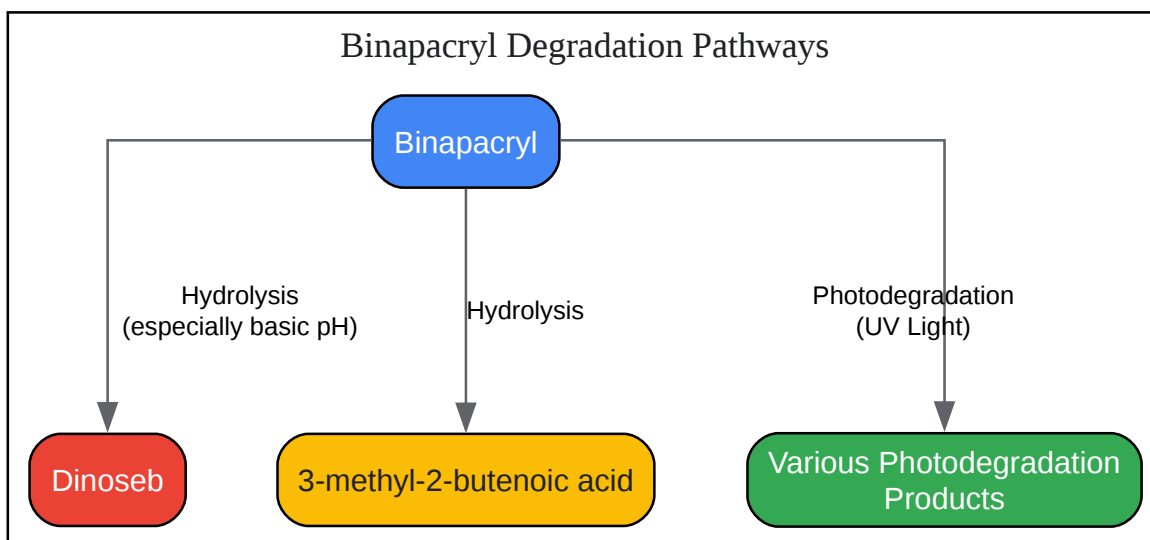 Binapacryl Degradation Pathways
Binapacryl
Hydrolysis
(especially basic pH)
Hydrolysis
Photodegradation
(UV Light)
Dinoseb
3-methyl-2-butenoic acid
Various Photodegradation
Products